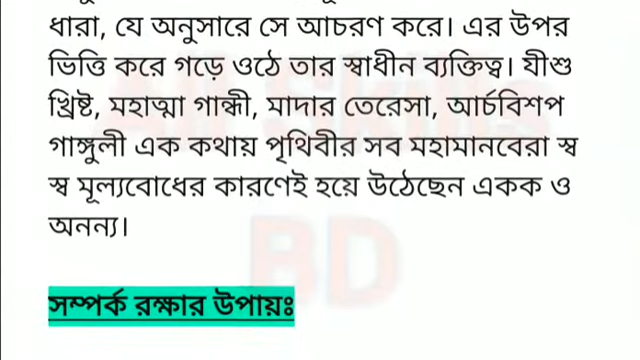 ধারা, যে অনুসারে সে আচরণ করে। এর উপর
ভিত্তি করে গড়ে ওঠে তার স্বাধীন ব্যক্তিত্ব। যীশু
খ্রিষ্ট, মহাত্মা গান্ধী, মাদার তেরেসা, আর্চবিশপ
গাঙ্গুলী এক কথায় পৃথিবীর সব মহামানবেরা স্ব
স্ব মূল্যবোধের কারণেই হয়ে উঠেছেন একক ও
অনন্য।
BD
সম্পর্ক রক্ষার উপায়ঃ